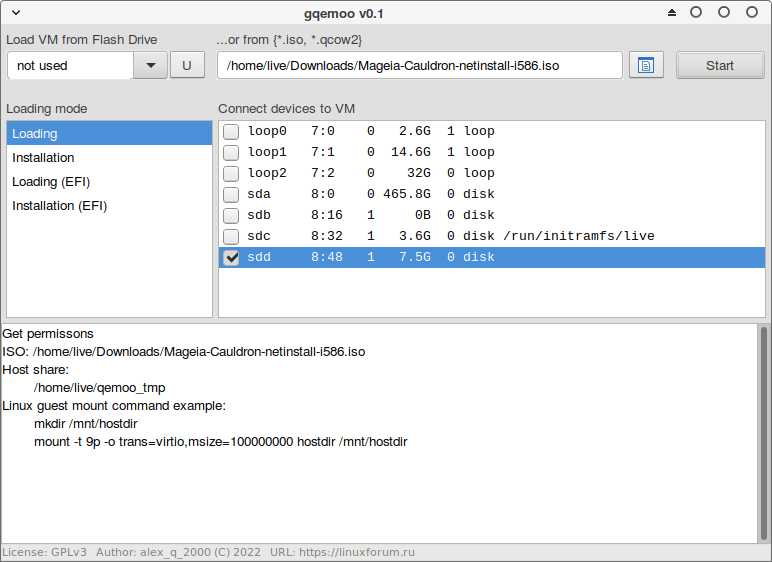 gqemoo v0.1
Load VM from Flash Drive
...or from {*.iso, *.qcow2}
not used
U
/home/live/Downloads/Mageia-Cauldron-netinstall-i586.iso
Start
Loading mode
Connect devices to VM
Loading
Installation
Loading (EFI)
Installation (EFI)
loop0 7:0 0 2.6G 1 loop
loop1 7:1 0 14.6G 1 loop
loop2 7:2 0 32G 0 loop
sda 8:0 0 465.8G 0 disk
sdb 8:16 1 0B 0 disk
sdc 8:32 1 3.6G 0 disk /run/initramfs/live
sdd 8:48 1 7.5G 0 disk
Get permissons
ISO: /home/live/Downloads/Mageia-Cauldron-netinstall-i586.iso
Host share:
/home/live/qemoo_tmp
Linux guest mount command example:
mkdir /mnt/hostdir
mount -t 9p -o trans=virtio,msize=100000000 hostdir /mnt/hostdir
License: GPLv3 Author: alex_q_2000 (C) 2022 URL: https://linuxforum.ru